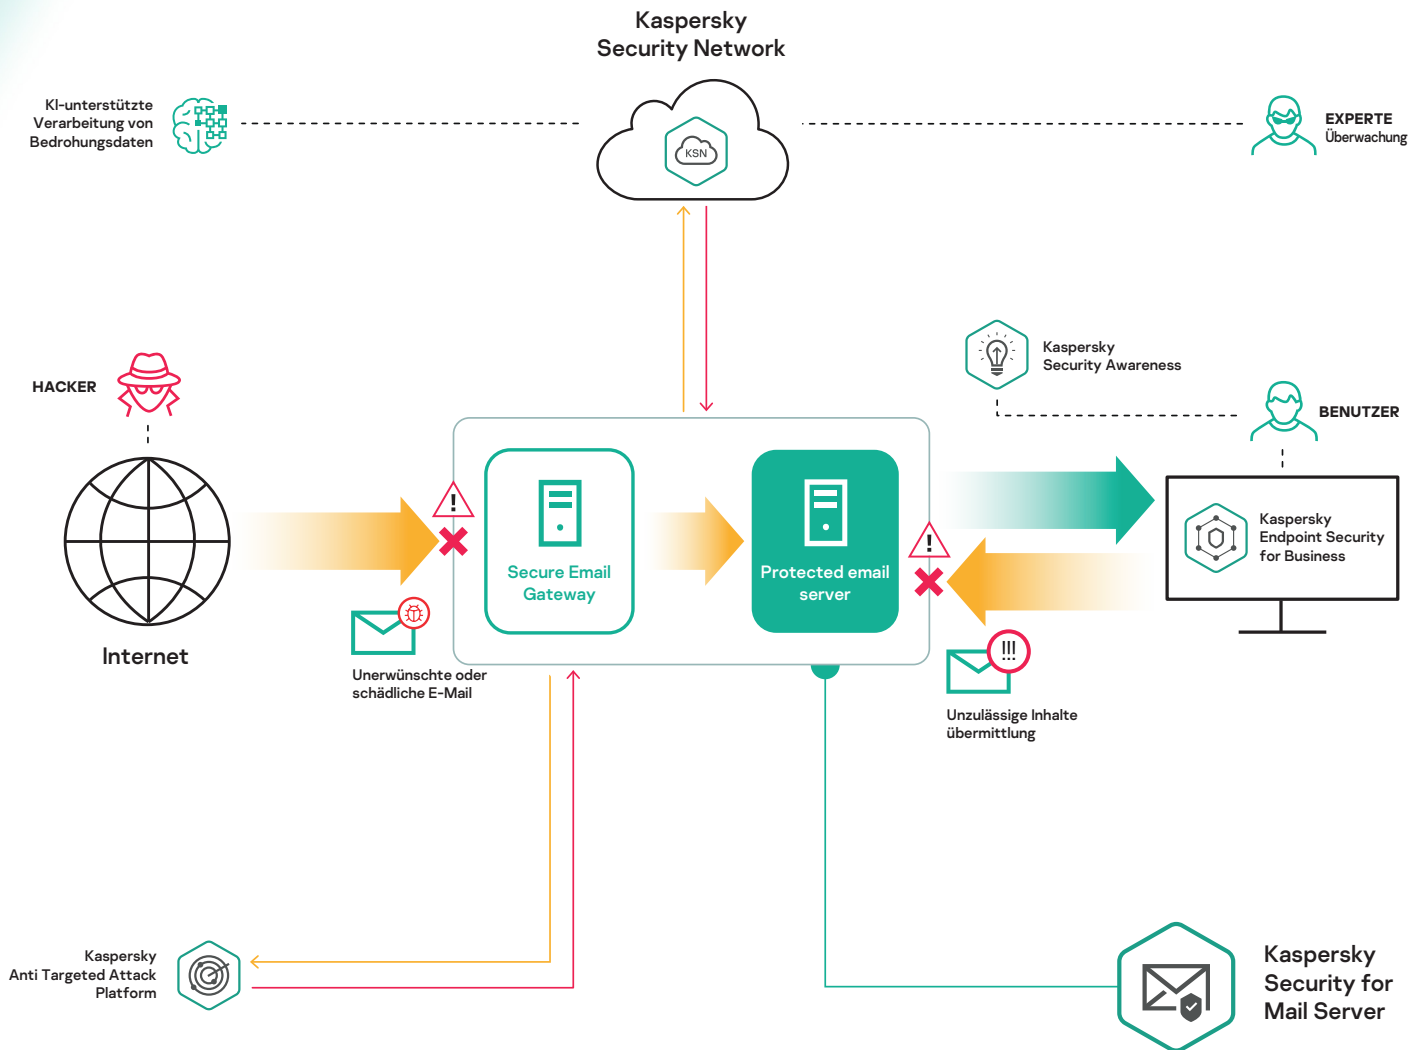 Kaspersky
Security Network
KI-unterstützte
Verarbeitung von
Bedrohungsdaten
KSN
EXPERTE
Überwachung
HACKER
Kaspersky
Security Awareness
BENUTZER
!
Secure Email
Gateway
Protected email
server
!
Kaspersky
Endpoint Security
for Business
Internet
Unerwünschte oder
schädliche E-Mail
!!!
Unzulässige Inhalte
übermittlung
Kaspersky
Anti Targeted Attack
Platform
Kaspersky
Security for
Mail Server